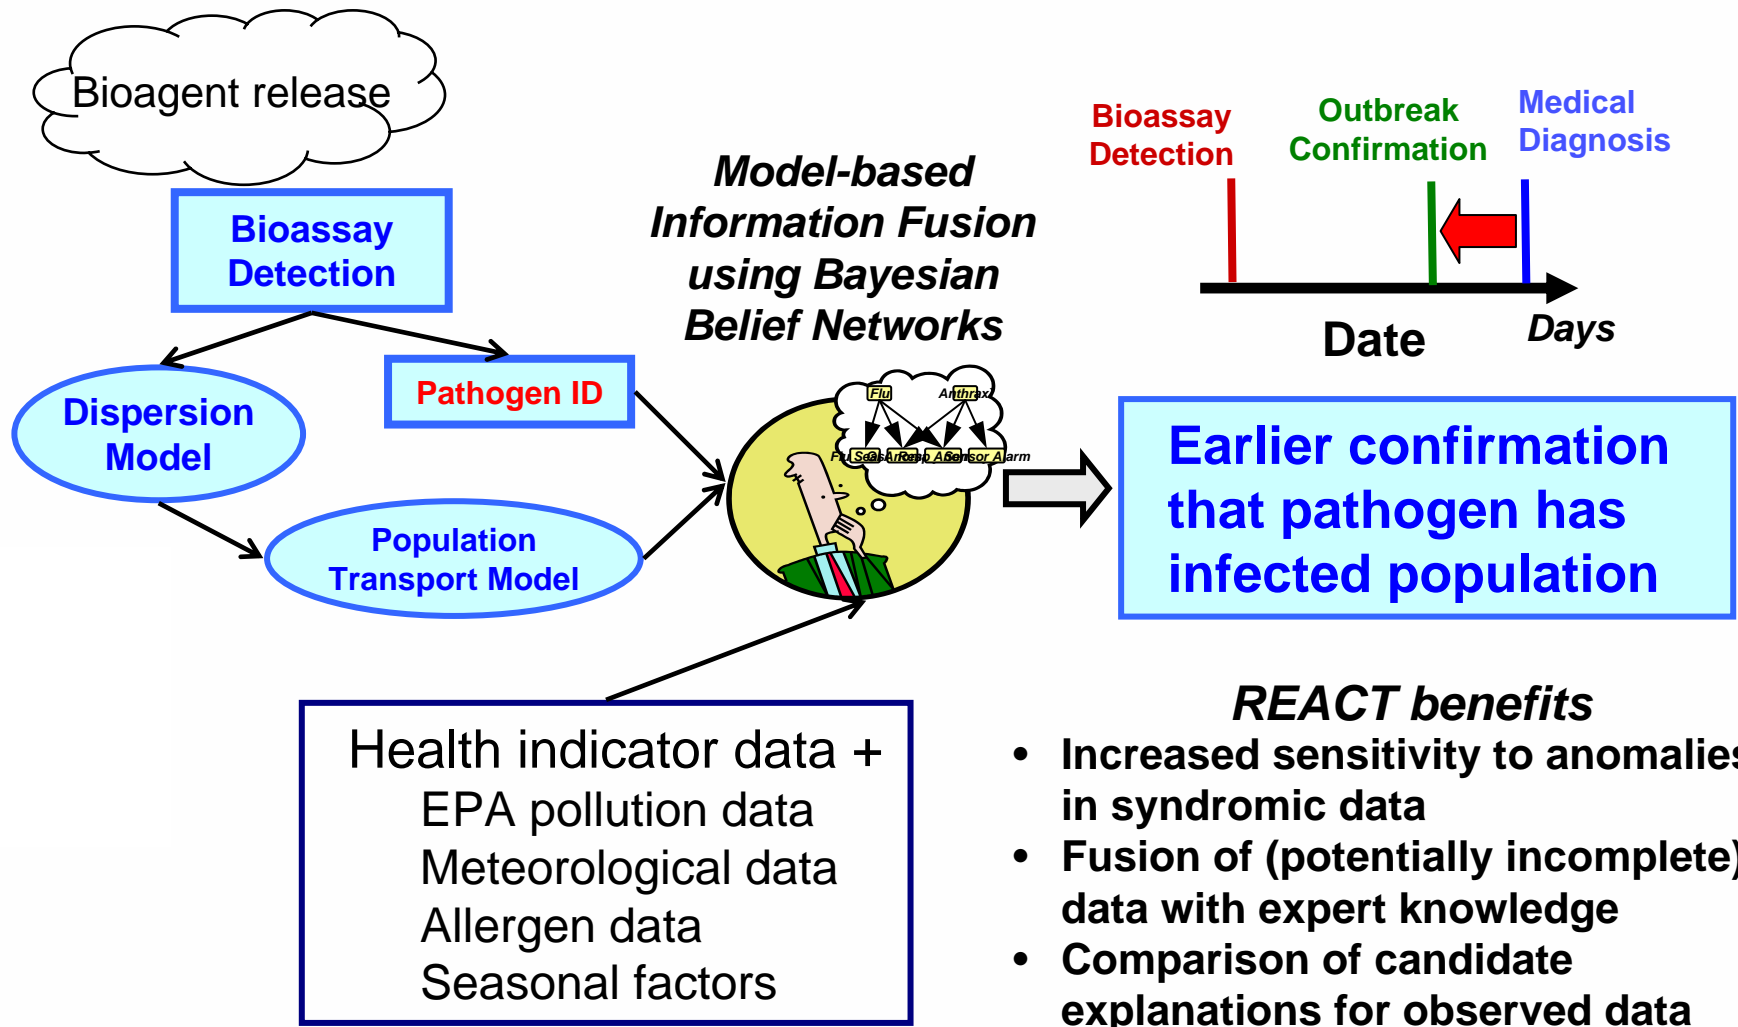 Bioagent release
Bioassay
Detection
Dispersion
Model
Pathogen ID
Population
Transport Model
Model-based
Information Fusion
using Bayesian
Belief Networks
Flu
Anthrax
Sensor Alarm
Health indicator data +
EPA pollution data
Meteorological data
Allergen data
Seasonal factors
Bioassay
Detection
Outbreak
Confirmation
Medical
Diagnosis
Date
Days
Earlier confirmation
that pathogen has
infected population
REACT benefits
• Increased sensitivity to anomalies
in syndromic data
• Fusion of (potentially incomplete)
data with expert knowledge
• Comparison of candidate
explanations for observed data